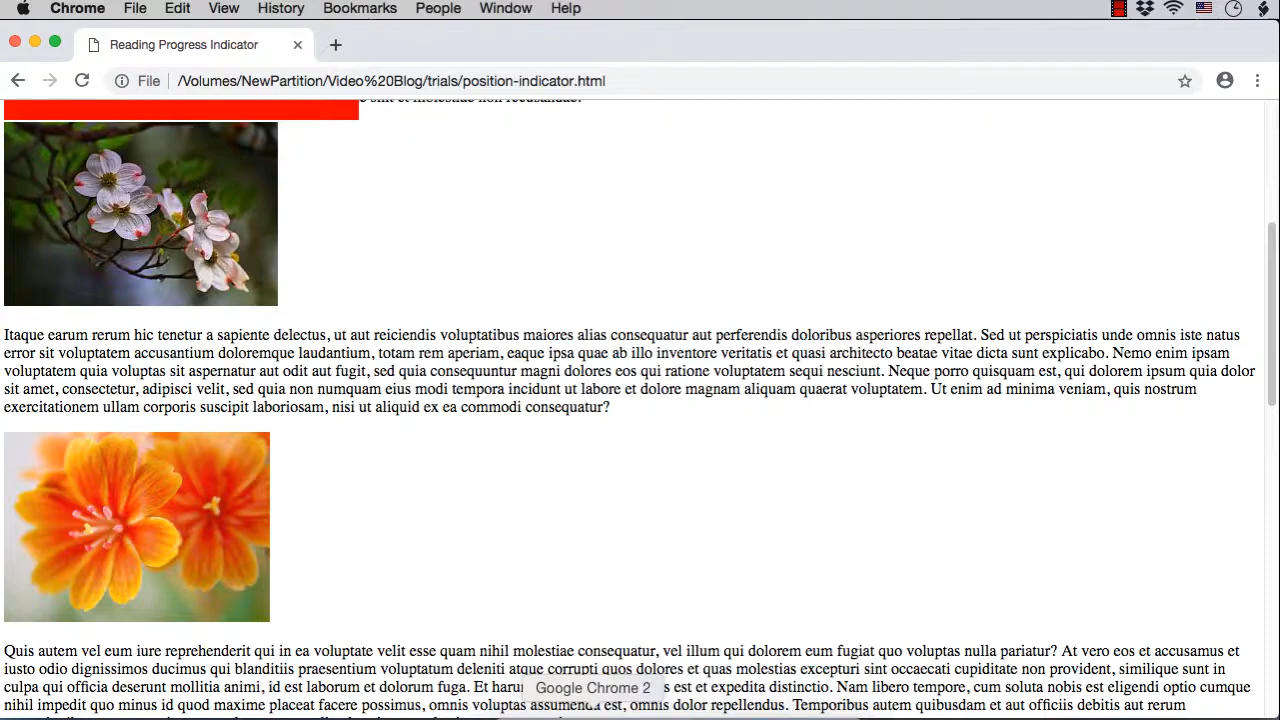 Chrome File Edit View History Bookmarks People Window Help
Reading Progress Indicator
File /Volumes/NewPartition/Video%20Blog/trials/position-indicator.html
sint et molestiae non recusandae.
Itaque earum rerum hic tenetur a sapiente delectus, ut aut reiciendis voluptatibus maiores alias consequatur aut perferendis doloribus asperiores repellat. Sed ut perspiciatis unde omnis iste natus
error sit voluptatem accusantium doloremque laudantium, totam rem aperiam, eaque ipsa quae ab illo inventore veritatis et quasi architecto beatae vitae dicta sunt explicabo. Nemo enim ipsam
voluptatem quia voluptas sit aspernatur aut odit aut fugit, sed quia consequuntur magni dolores eos qui ratione voluptatem sequi nesciunt. Neque porro quisquam est, qui dolorem ipsum quia dolor
sit amet, consectetur, adipisci velit, sed quia non numquam eius modi tempora incidunt ut labore et dolore magnam aliquam quaerat voluptatem. Ut enim ad minima veniam, quis nostrum
exercitationem ullam corporis suscipit laboriosam, nisi ut aliquid ex ea commodi consequatur?
Quis autem vel eum iure reprehenderit qui in ea voluptate velit esse quam nihil molestiae consequatur, vel illum qui dolorem eum fugiat quo voluptas nulla pariatur? At vero eos et accusamus et
iusto odio dignissimos ducimus qui blanditiis praesentium voluptatum deleniti atque corrupti quos dolores et quas molestias excepturi sint occaecati cupiditate non provident, similique sunt in
culpa qui officia deserunt mollitia animi, id est laborum et dolorum fuga. Et haru Google Chrome 2 s est et expedita distinctio. Nam libero tempore, cum soluta nobis est eligendi optio cumque
nihil impedit quo minus id quod maxime placeat facere possimus, omnis voluptas assumenda est, omnis dolor repellendus. Temporibus autem quibusdam et aut officiis debitis aut rerum